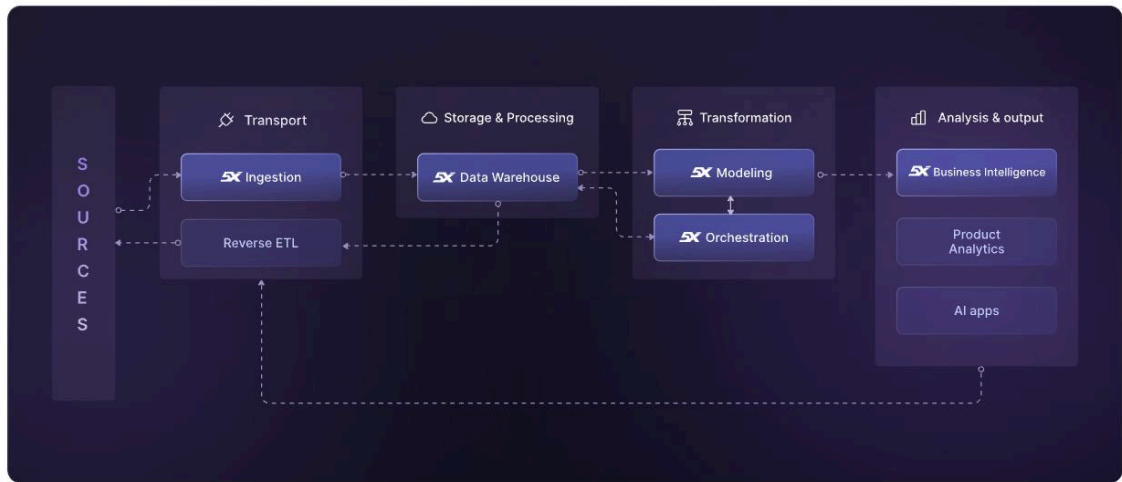 SOURCES
Transport
5X Ingestion
Reverse ETL
Storage & Processing
5X Data Warehouse
Transformation
5X Modeling
5X Orchestration
Analysis & output
5X Business Intelligence
Product
Analytics
AI apps